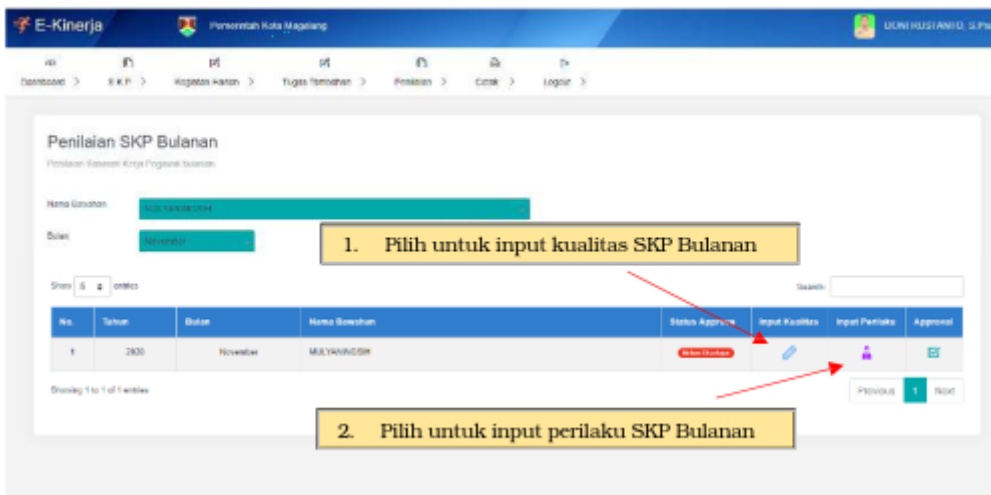 E-Kinerja
Pemerintah Kota Magelang
DONI RUSTANTO, S.Ps
Dashboard > S K P > Kegiatan Harian > Tugas Tambahan > Penilaian > Cetak > Logout >
Penilaian SKP Bulanan
Penilaian Sasaran Kerja Pegawai bulanan
Nama Bawahan
MULYANINGSIH
Bulan
November
1. Pilih untuk input kualitas SKP Bulanan
Show 5 entries
Search:
No. Tahun Bulan Nama Bawahan Status Approve Input Kualitas Input Perilaku Approval
1 2020 November MULYANINGSIH Belum Disetujui
Showing 1 to 1 of 1 entries
Previous 1 Next
2. Pilih untuk input perilaku SKP Bulanan